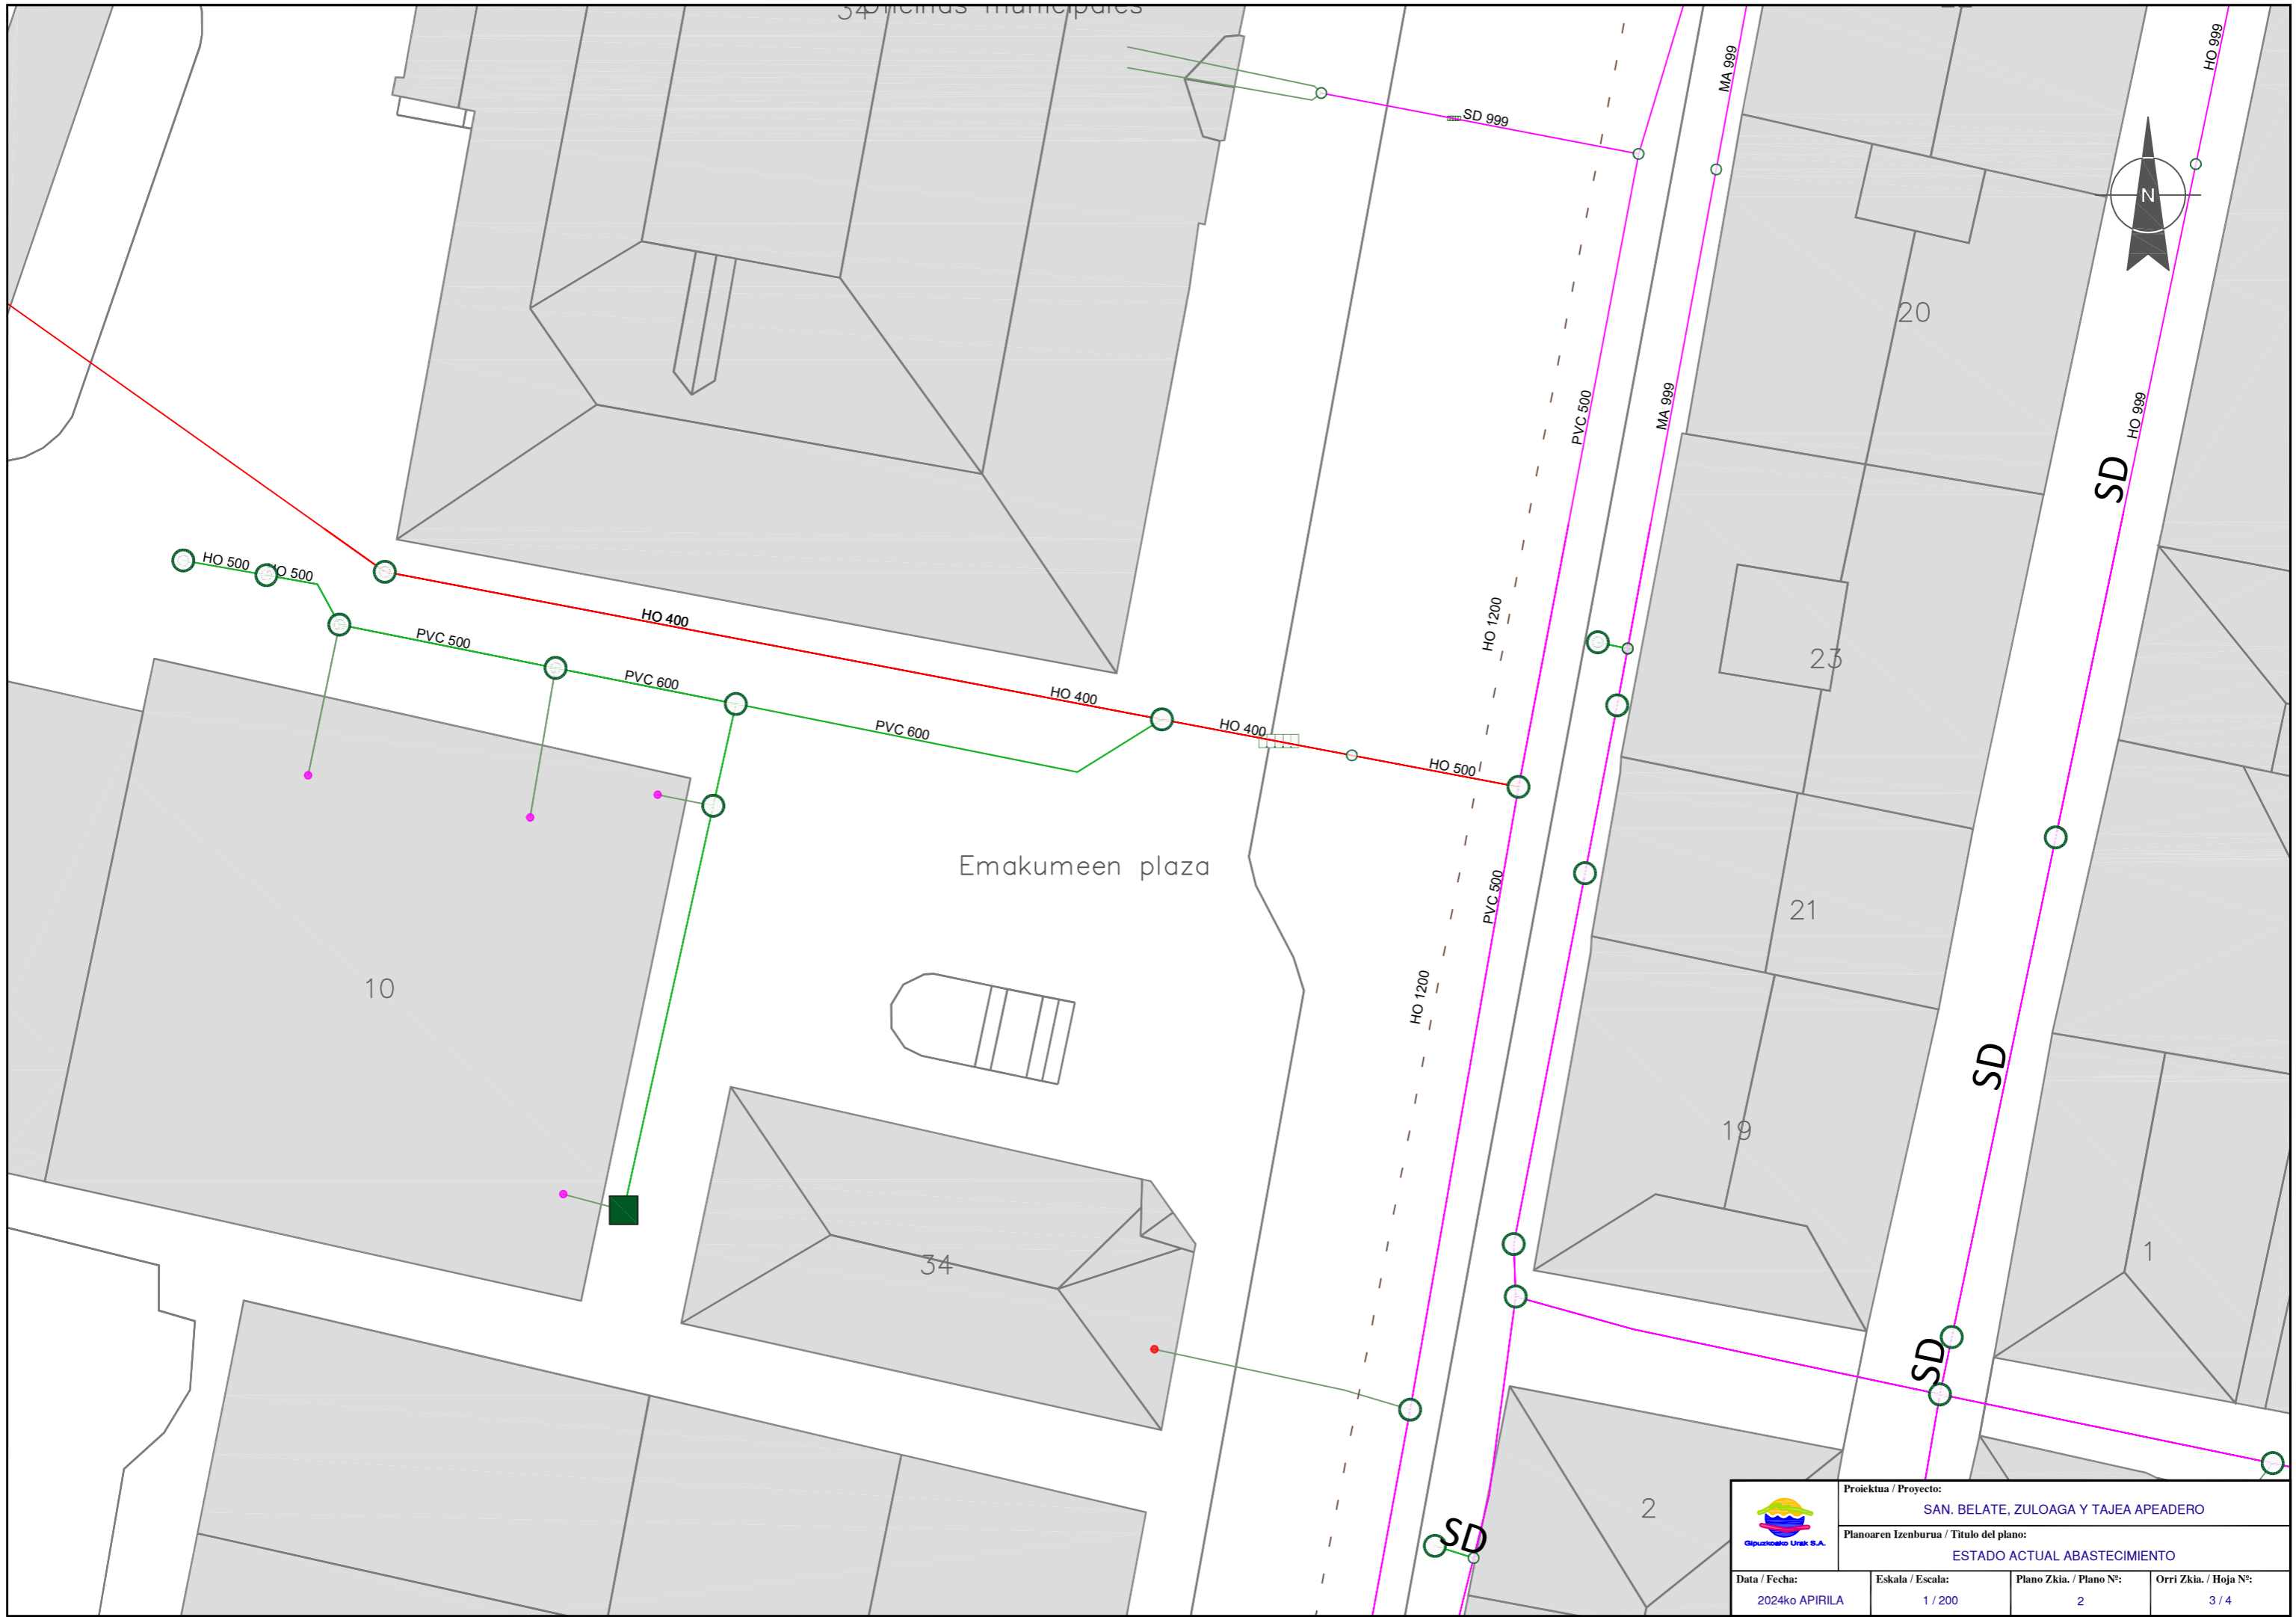 34
Oficinas municipales
MA 999
HO 999
SD 999
N
20
PVC 500
MA 999
HO 999
SD
HO 500
HO 500
HO 400
PVC 500
HO 1200
23
PVC 600
HO 400
PVC 600
HO 400
HO 500
Emakumeen plaza
PVC 500
21
10
HO 1200
SD
19
34
1
SD
2
SD
Proiektua / Proyecto:
SAN. BELATE, ZULOAGA Y TAJEA APEADERO
Planoaren Izenburua / Titulo del plano:
ESTADO ACTUAL ABASTECIMIENTO
Gipuzkoako Urak S.A.
Data / Fecha:
2024ko APIRILA
Eskala / Escala:
1 / 200
Plano Zkia. / Plano Nº:
2
Orri Zkia. / Hoja Nº:
3 / 4